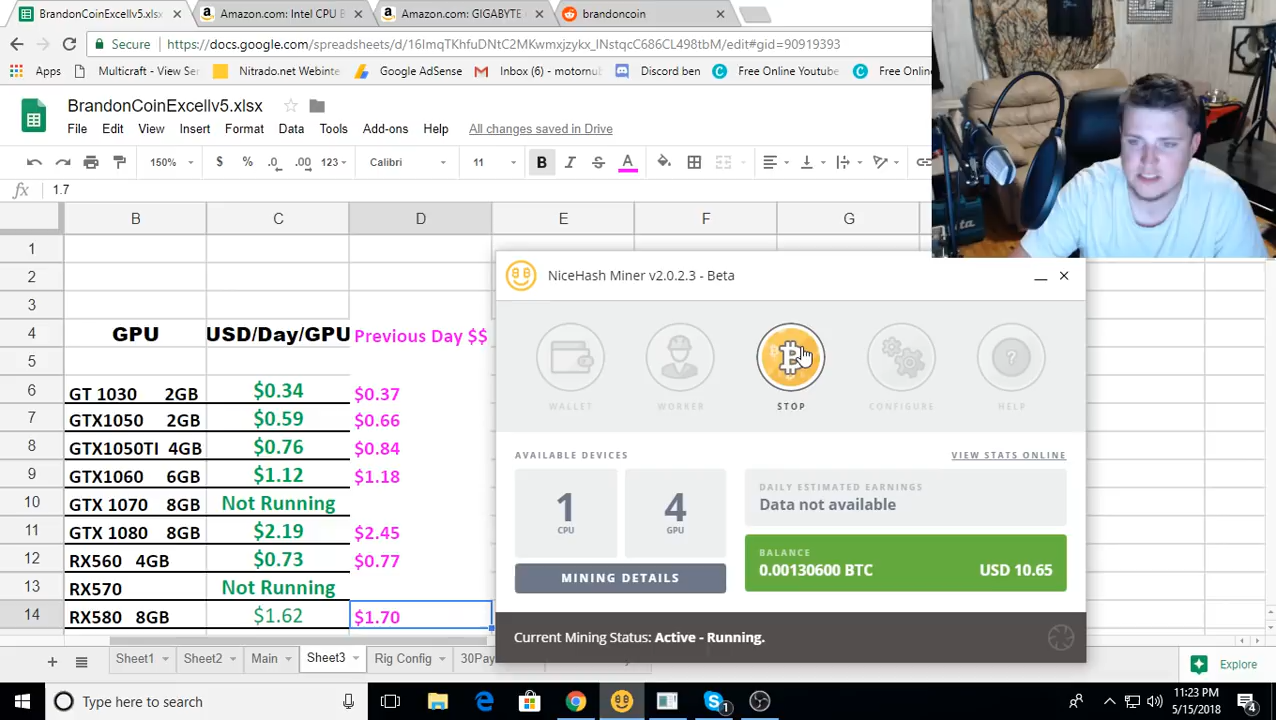 BrandonCoinExcellv5.xls
Amazon.com: Intel CPU B
Amazon.com: GIGABYTE
brandoncoin
Secure
https://docs.google.com/spreadsheets/d/16ImqTKhfuDNtC2MKwmxjzykx_INstqcC686CL498tbM/edit#gid=90919393
Apps
Multicraft - New Ser
Nitrado.net Webinte
Google AdSense
Inbox (6) - motornut
Discord ben
Free Online Youtube
Free Onlin
BrandonCoinExcellv5.xlsx
File Edit View Insert Format Data Tools Add-ons Help All changes saved in Drive
150% $ % .0 .00 123 Calibri 11 B I S A
fx 1.7
B C D E F G
1
2
3
4 GPU USD/Day/GPU Previous Day $$
5
6 GT 1030 2GB $0.34 $0.37
7 GTX1050 2GB $0.59 $0.66
8 GTX1050TI 4GB $0.76 $0.84
9 GTX1060 6GB $1.12 $1.18
10 GTX 1070 8GB Not Running
11 GTX 1080 8GB $2.19 $2.45
12 RX560 4GB $0.73 $0.77
13 RX570 Not Running
14 RX580 8GB $1.62 $1.70
NiceHash Miner v2.0.2.3 - Beta
WALLET WORKER STOP CONFIGURE HELP
AVAILABLE DEVICES
VIEW STATS ONLINE
1
CPU
4
GPU
MINING DETAILS
DAILY ESTIMATED EARNINGS
Data not available
BALANCE
0.00130600 BTC USD 10.65
Current Mining Status: Active - Running.
Sheet1 Sheet2 Main Sheet3 Rig Config 30Pay
Explore
Type here to search
1
11:23 PM
5/15/2018
4